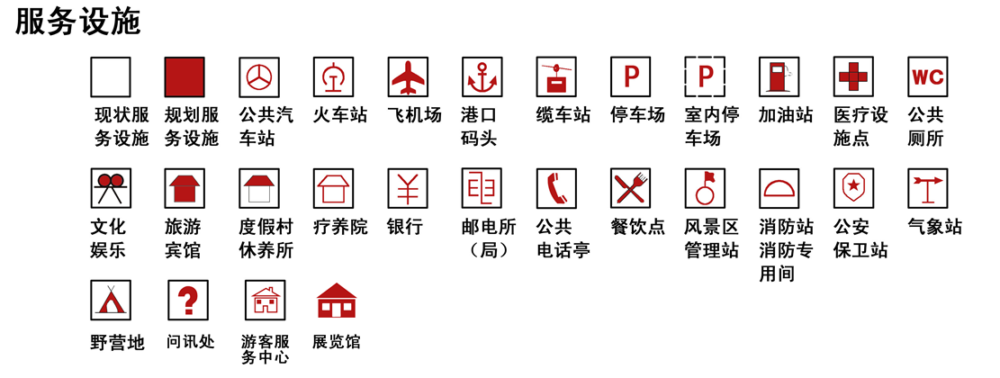 服务设施
P P WC
现状服 规划服 公共汽 火车站 飞机场 港口 缆车站 停车场 室内停 加油站 医疗设 公共
务设施 务设施 车站 码头 车场 施点 厕所
文化 旅游 度假村 疗养院 银行 邮电所 公共 餐饮点 风景区 消防站 公安 气象站
娱乐 宾馆 休养所 （局） 电话亭 管理站 消防专 保卫站
用间
?
野营地 问讯处 游客服 展览馆
务中心